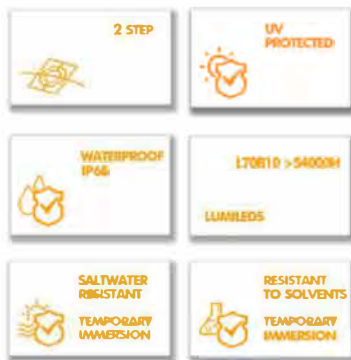 2 STEP
UV
PROTECTED
WATERPROOF
IP68
L70B10 >54000H
LUMILEDS
SALTWATER
RESISTANT
TEMPORARY
IMMERSION
RESISTANT
TO SOLVENTS
TEMPORARY
IMMERSION